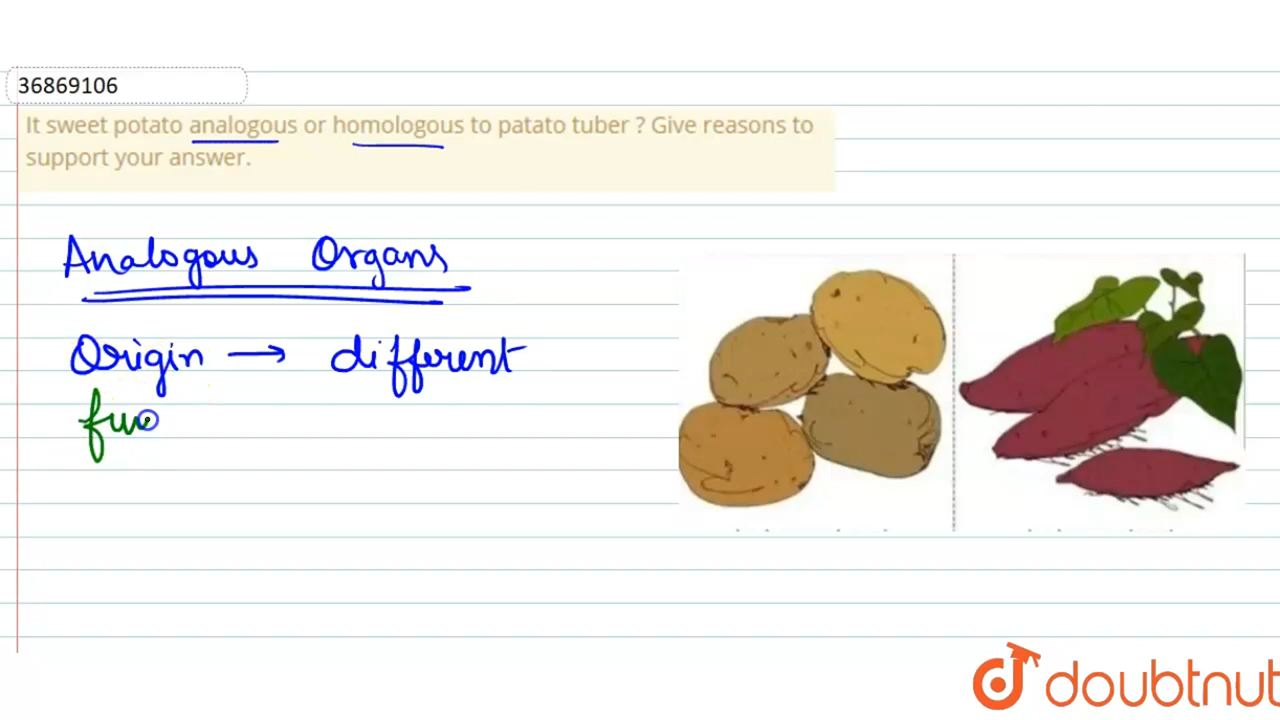 36869106
It sweet potato analogous or homologous to patato tuber ? Give reasons to
support your answer.
Analogous Organs
Origin → different
doubtnut